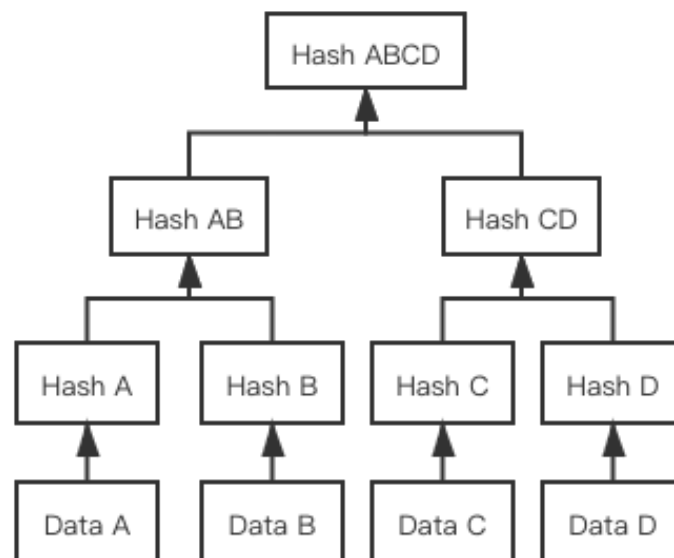 Hash ABCD
Hash AB
Hash CD
Hash A
Hash B
Hash C
Hash D
Data A
Data B
Data C
Data D